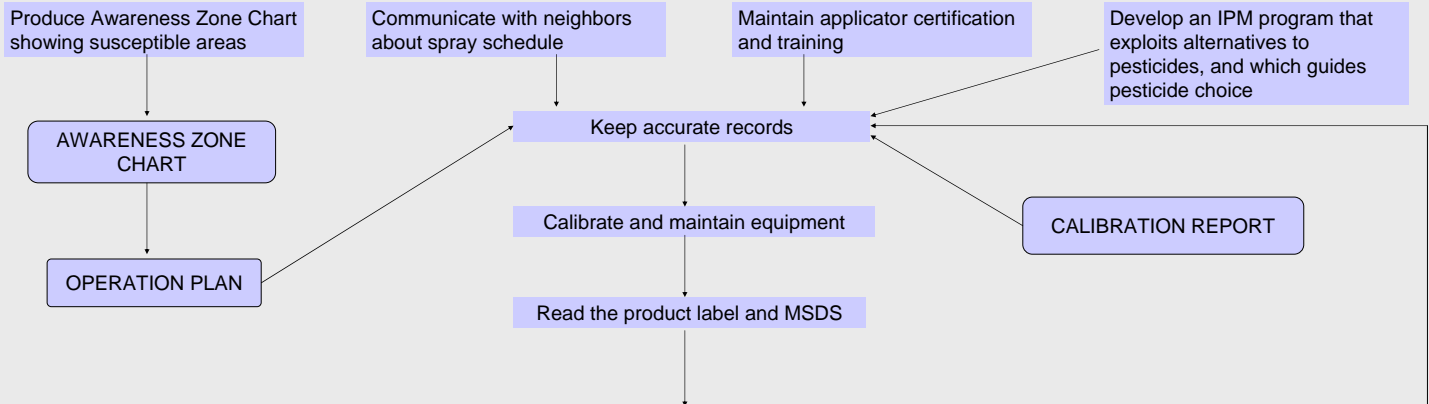 Produce Awareness Zone Chart
showing susceptible areas
Communicate with neighbors
about spray schedule
Maintain applicator certification
and training
Develop an IPM program that
exploits alternatives to
pesticides, and which guides
pesticide choice
AWARENESS ZONE
CHART
Keep accurate records
Calibrate and maintain equipment
CALIBRATION REPORT
OPERATION PLAN
Read the product label and MSDS